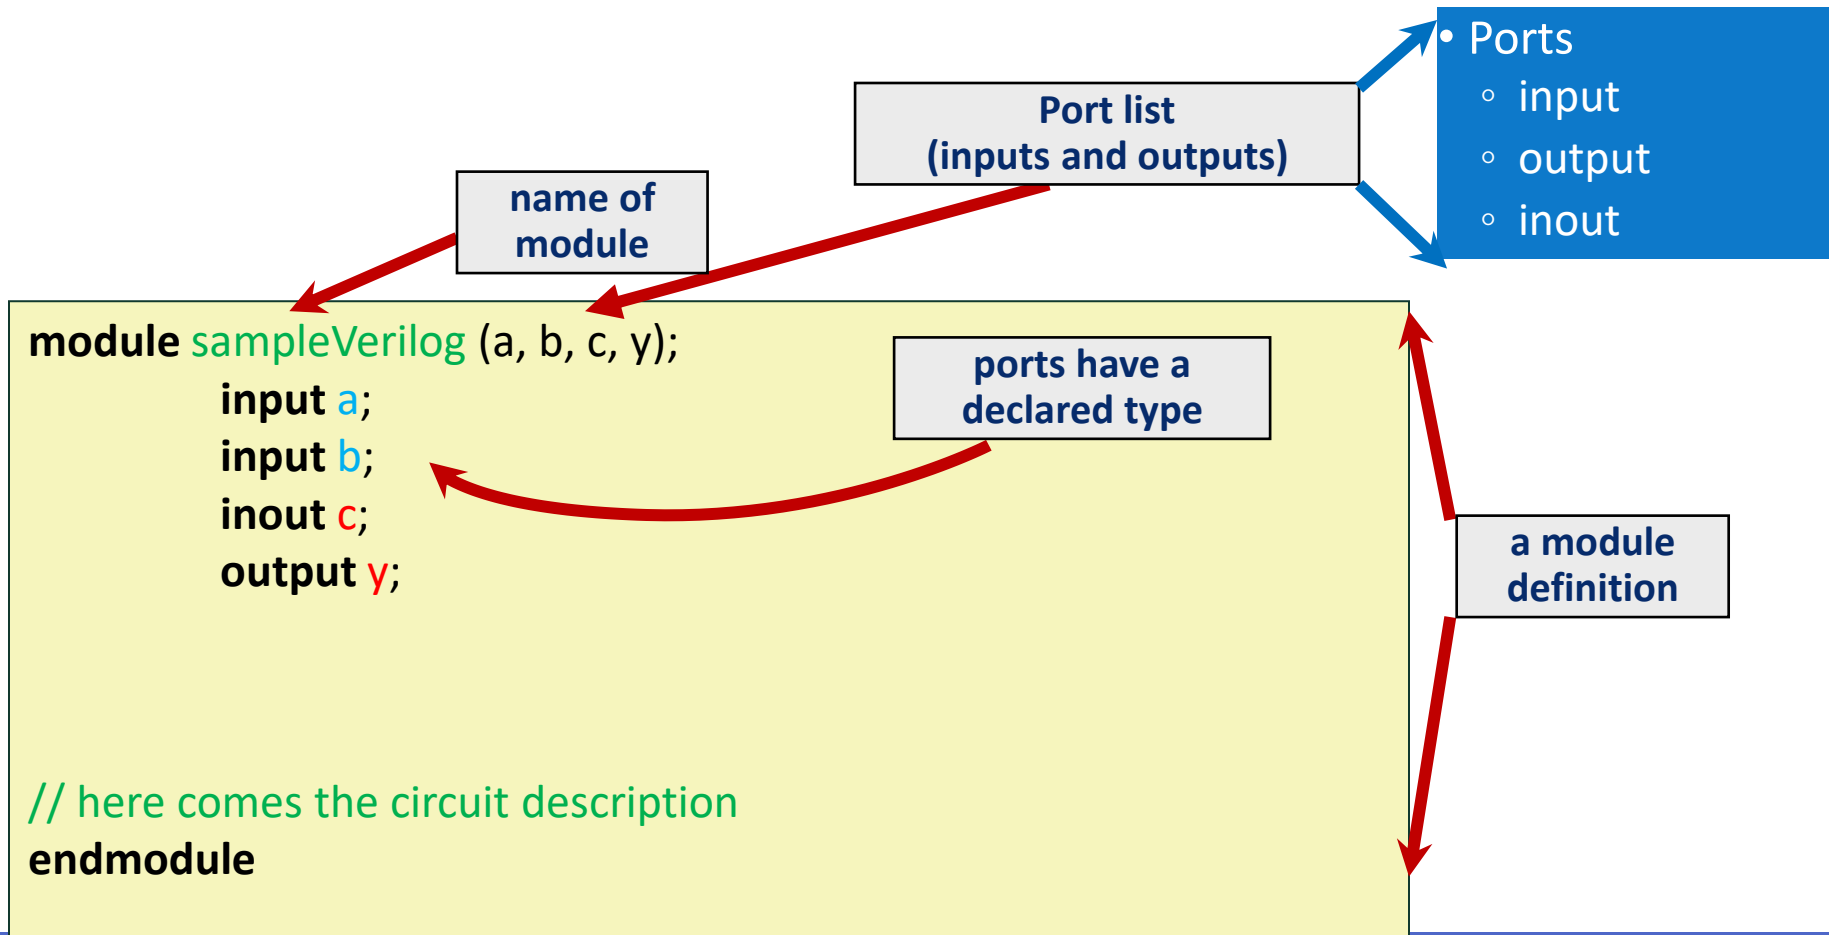 • Ports
◦ input
◦ output
◦ inout
Port list
(inputs and outputs)
name of
module
module sampleVerilog (a, b, c, y);
input a;
input b;
inout c;
output y;
ports have a
declared type
a module
definition
// here comes the circuit description
endmodule